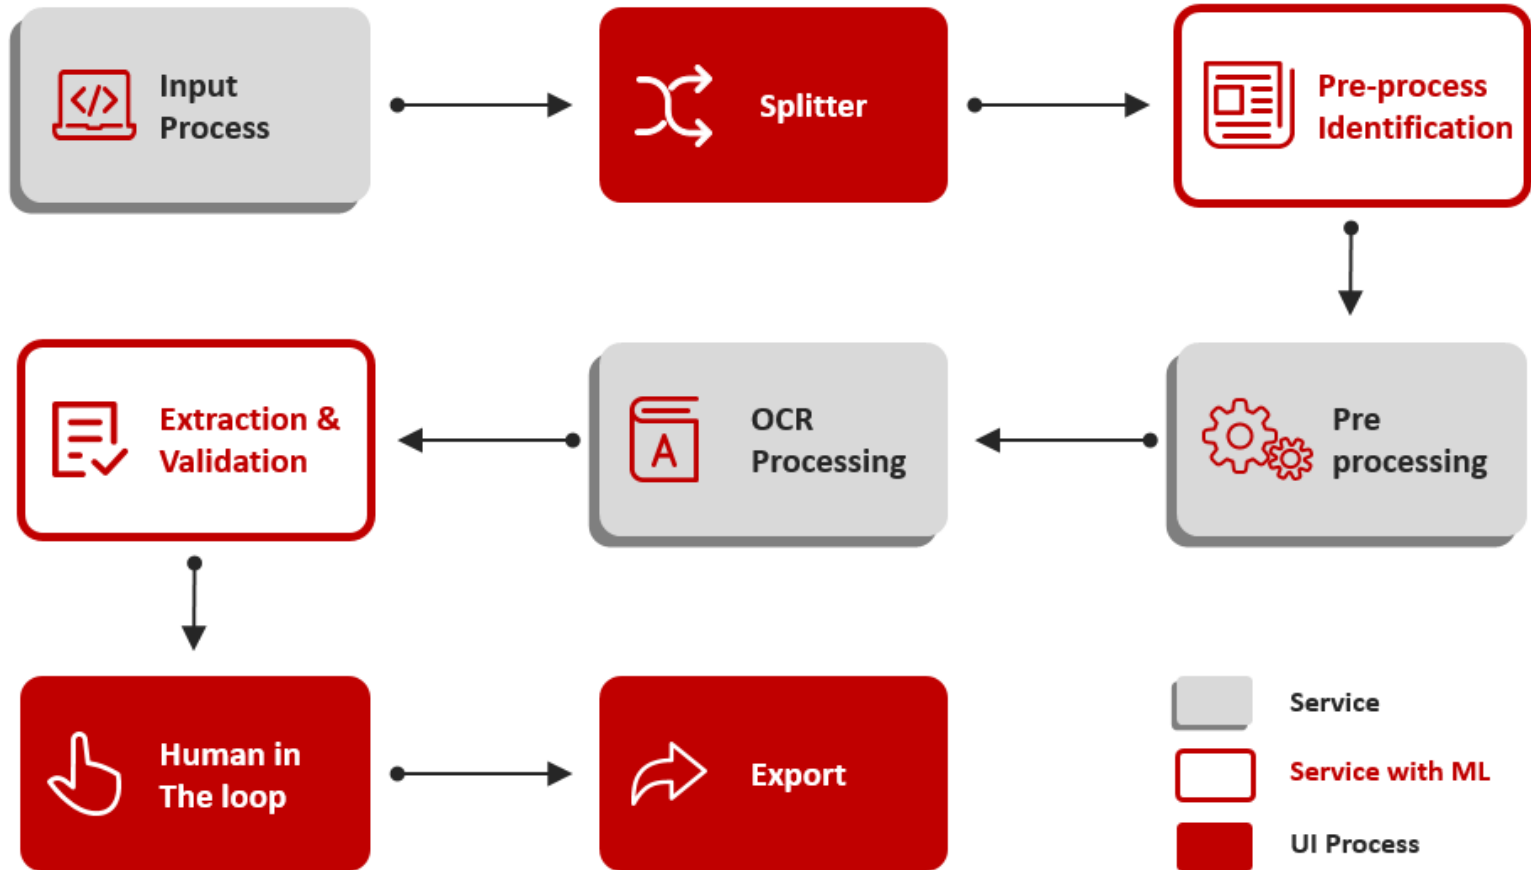 Input
Process
Splitter
Pre-process
Identification
Extraction &
Validation
OCR
Processing
A
Pre
processing
Human in
The loop
Export
Service
Service with ML
UI Process